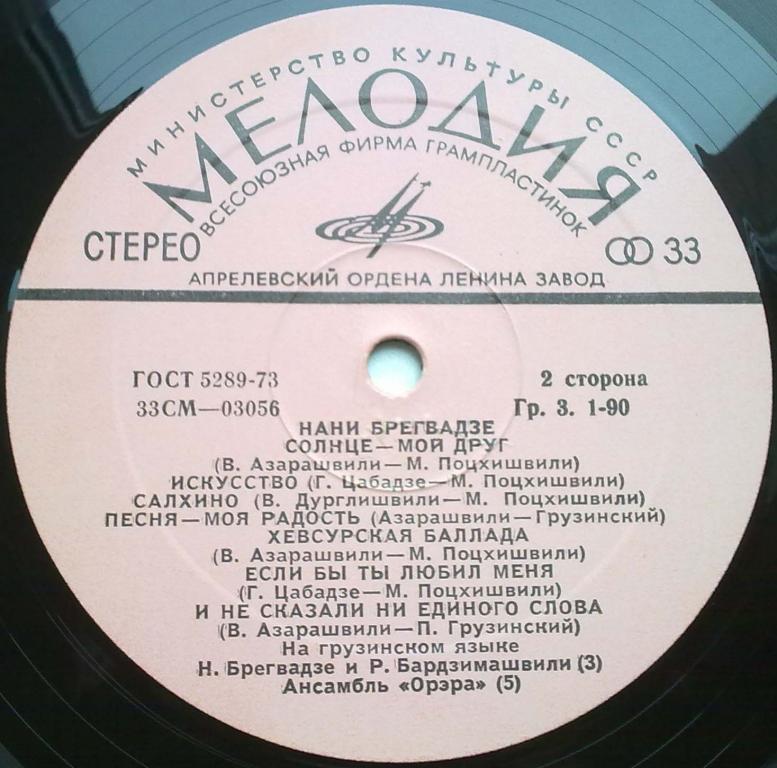 МИНИСТЕРСТВО КУЛЬТУРЫ СССР
МЕЛОДИЯ
ВСЕСОЮЗНАЯ ФИРМА ГРАМПЛАСТИНОК
СТЕРЕО 33
АПРЕЛЕВСКИЙ ОРДЕНА ЛЕНИНА ЗАВОД
ГОСТ 5289-73 2 сторона
33СМ—03056 Гр. 3. 1-90
НАНИ БРЕГВАДЗЕ
СОЛНЦЕ—МОЙ ДРУГ
(В. Азарашвили—М. Поцхишвили)
ИСКУССТВО (Г. Цабадзе—М. Поцхишвили)
САЛХИНО (В. Дурглишвили—М. Поцхишвили)
ПЕСНЯ—МОЯ РАДОСТЬ (Азарашвили—Грузинский)
ХЕВСУРСКАЯ БАЛЛАДА
(В. Азарашвили—М. Поцхишвили)
ЕСЛИ БЫ ТЫ ЛЮБИЛ МЕНЯ
(Г. Цабадзе—М. Поцхишвили)
И НЕ СКАЗАЛИ НИ ЕДИНОГО СЛОВА
(В. Азарашвили—П. Грузинский)
На грузинском языке
Н. Брегвадзе и Р. Бардзимашвили (3)
Ансамбль «Орэра» (5)